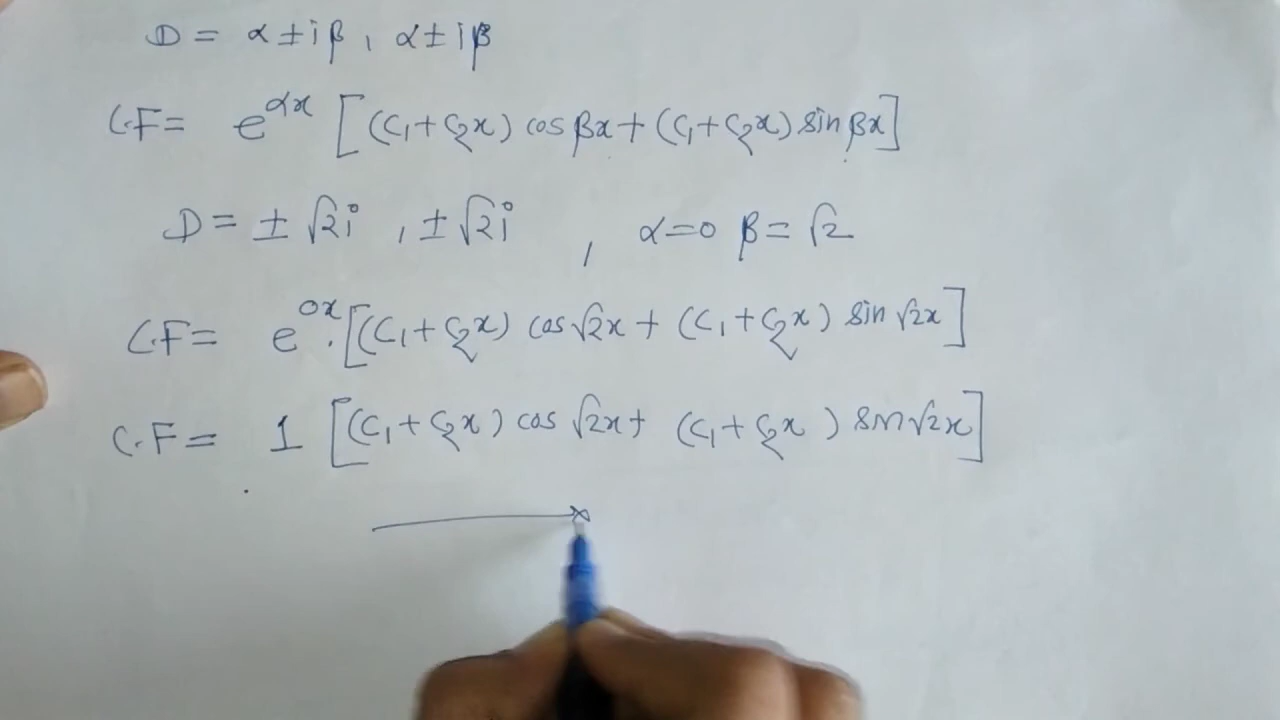 D = α ± iβ , α ± iβ
C.F = e^{αx} [(C₁+C₂x) cos βx + (C₁+C₂x) sin βx]
D = ± √2i , ± √2i , α=0 β = √2
C.F = e^{0x} . [(C₁+C₂x) cos √2x + (C₁+C₂x) sin √2x]
C.F = 1 [(C₁+C₂x) cos √2x + (C₁+C₂x) sin √2x]